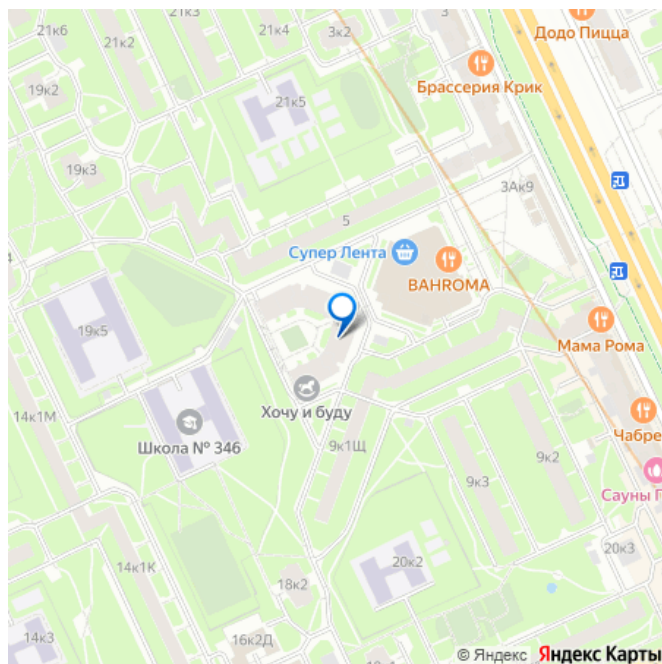 21к6
21к3
3к2
3
Додо Пицца
21к2
Брассерия Крик
19к2
21к5
19к3
3Ак9
5
Супер Лента
BAHROMA
19к5
Мама Рома
Хочу и буду
14к1М
Школа № 346
9к1Щ
Чабре
9к2
9к3
Сауны П
20к3
20к2
14к1К
18к2
14к3
16к2Д
© Яндекс Яндекс Карты